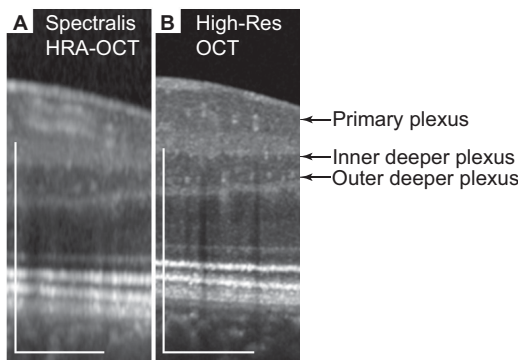 A Spectralis
HRA-OCT
B High-Res
OCT
Primary plexus
Inner deeper plexus
Outer deeper plexus